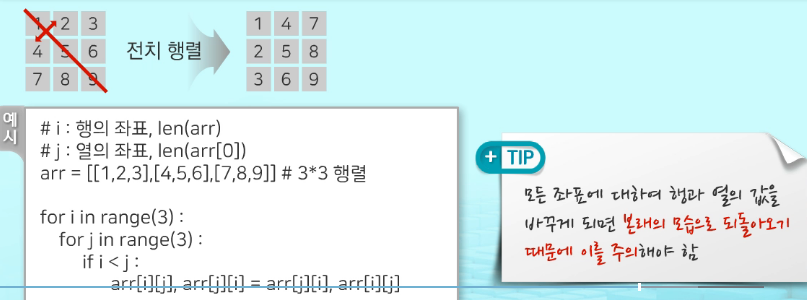 1 2 3
4 5 6
7 8 9
전치 행렬
1 4 7
2 5 8
3 6 9
예시
# i : 행의 좌표, len(arr)
# j : 열의 좌표, len(arr[0])
arr = [[1,2,3],[4,5,6],[7,8,9]] # 3*3 행렬
for i in range(3) :
for j in range(3) :
if i < j :
arr[i][j], arr[j][i] = arr[j][i], arr[i][j]
+ TIP
모든 좌표에 대하여 행과 열의 값을
바꾸게 되면 본래의 모습으로 되돌아오기
때문에 이를 주의해야 함